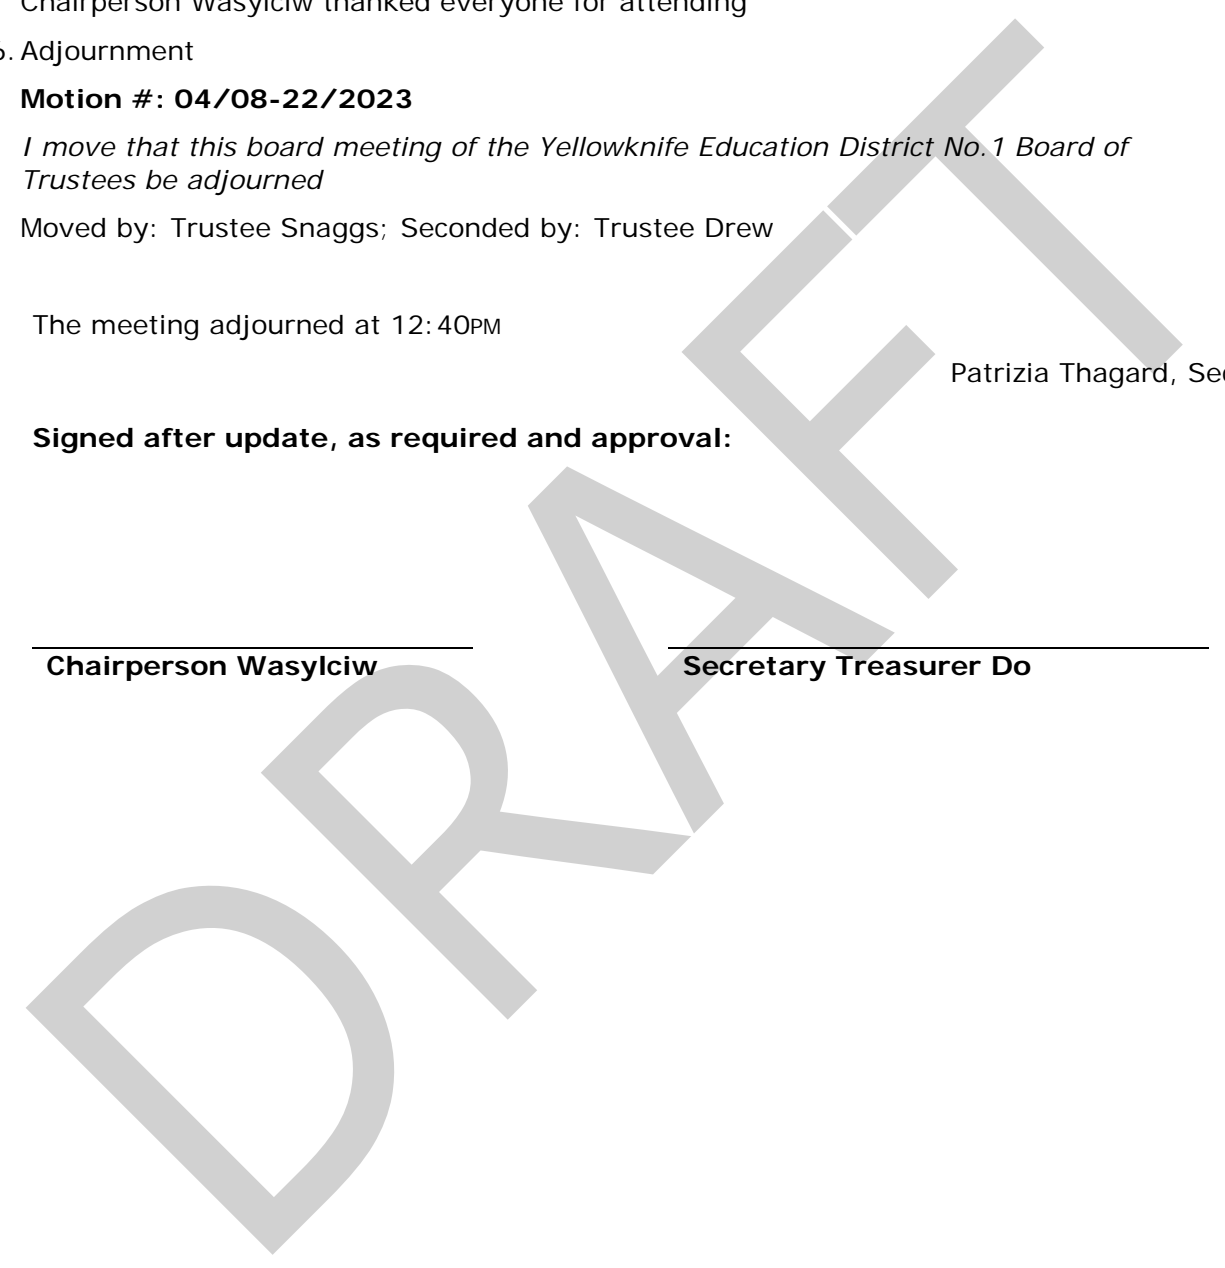 Chairperson Wasylciw thanked everyone for attending
. Adjournment
Motion #: 04/08-22/2023
I move that this board meeting of the Yellowknife Education District No.1 Board of
Trustees be adjourned
Moved by: Trustee Snaggs; Seconded by: Trustee Drew
The meeting adjourned at 12:40PM
Patrizia Thagard,
Signed after update, as required and approval:
Chairperson Wasylciw Secretary Treasurer Do
DRAFT